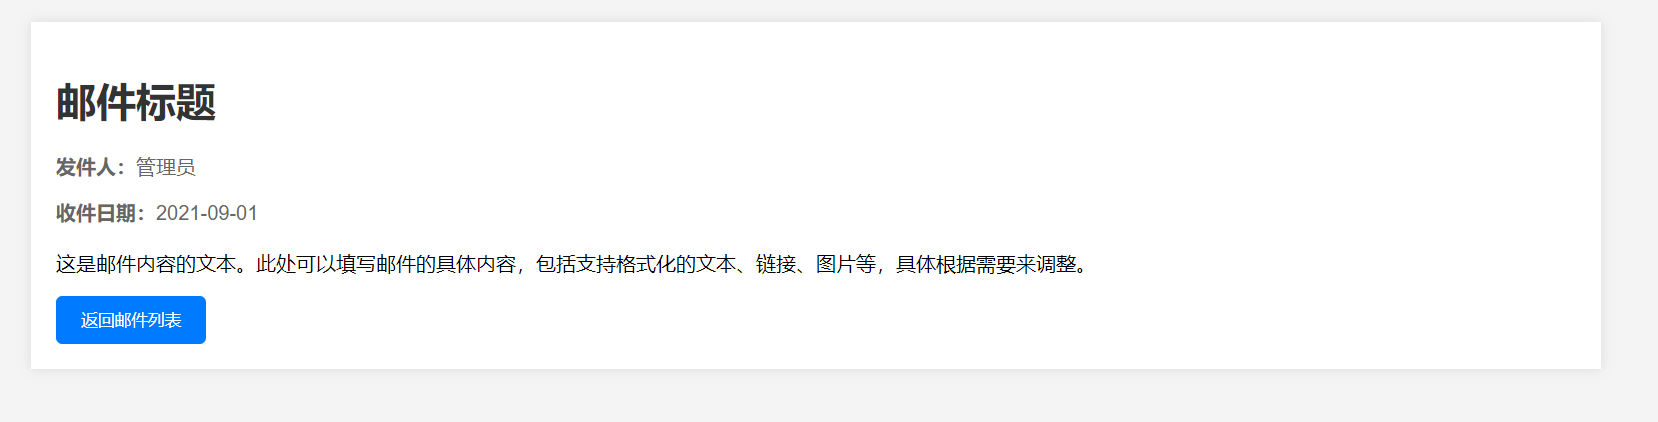 邮件标题
发件人：管理员
收件日期：2021-09-01
这是邮件内容的文本。此处可以填写邮件的具体内容，包括支持格式化的文本、链接、图片等，具体根据需要来调整。
返回邮件列表